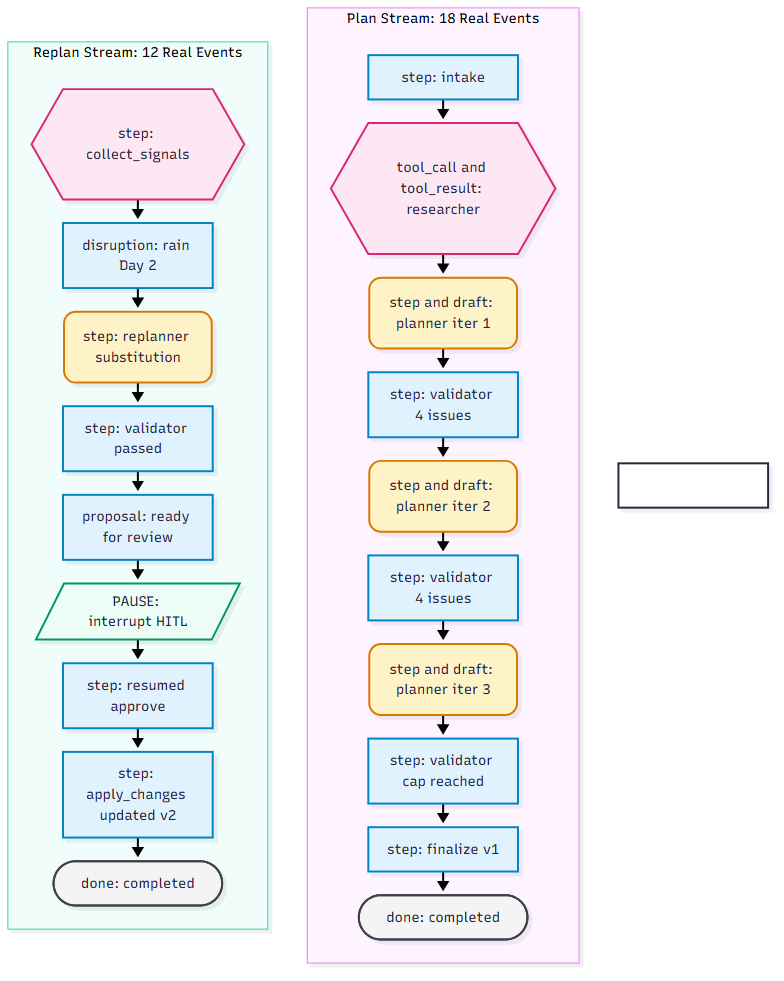 Replan Stream: 12 Real Events
step:
collect_signals
disruption: rain
Day 2
step: replanner
substitution
step: validator
passed
proposal: ready
for review
PAUSE:
interrupt HITL
step: resumed
approve
step:
apply_changes
updated v2
done: completed
Plan Stream: 18 Real Events
step: intake
tool_call and
tool_result:
researcher
step and draft:
planner iter 1
step: validator
4 issues
step and draft:
planner iter 2
step: validator
4 issues
step and draft:
planner iter 3
step: validator
cap reached
step: finalize v1
done: completed